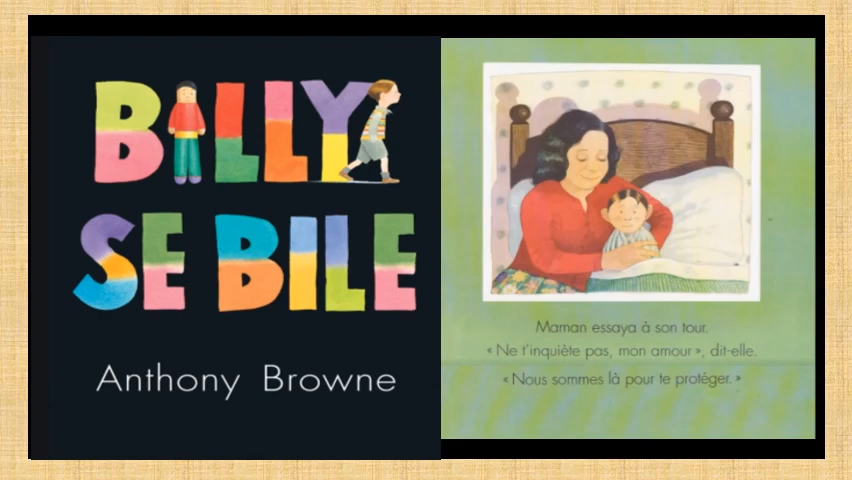 BILLY
SE BILE
Anthony Browne
Maman essaya à son tour.
« Ne t'inquiète pas, mon amour », dit-elle.
« Nous sommes là pour te protéger. »